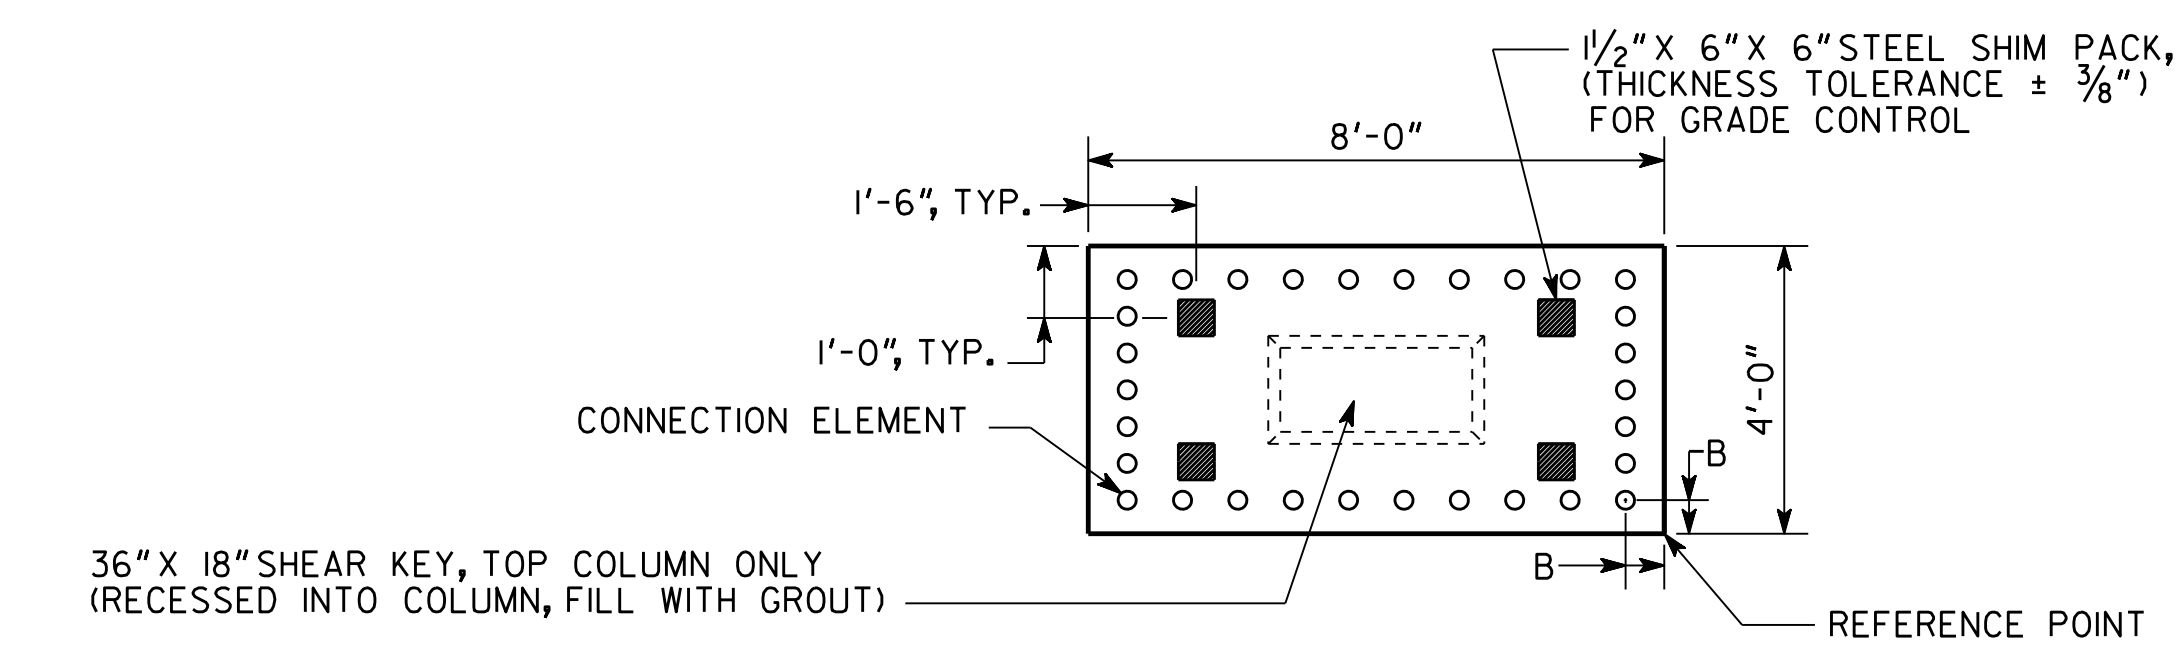 1 1/2" X 6" X 6" STEEL SHIM PACK,
(THICKNESS TOLERANCE ± 3/8")
FOR GRADE CONTROL
8'-0"
1'-6", TYP.
1'-0", TYP.
CONNECTION ELEMENT
4'-0"
B
B
36" X 18" SHEAR KEY, TOP COLUMN ONLY
(RECESSED INTO COLUMN, FILL WITH GROUT)
REFERENCE POINT